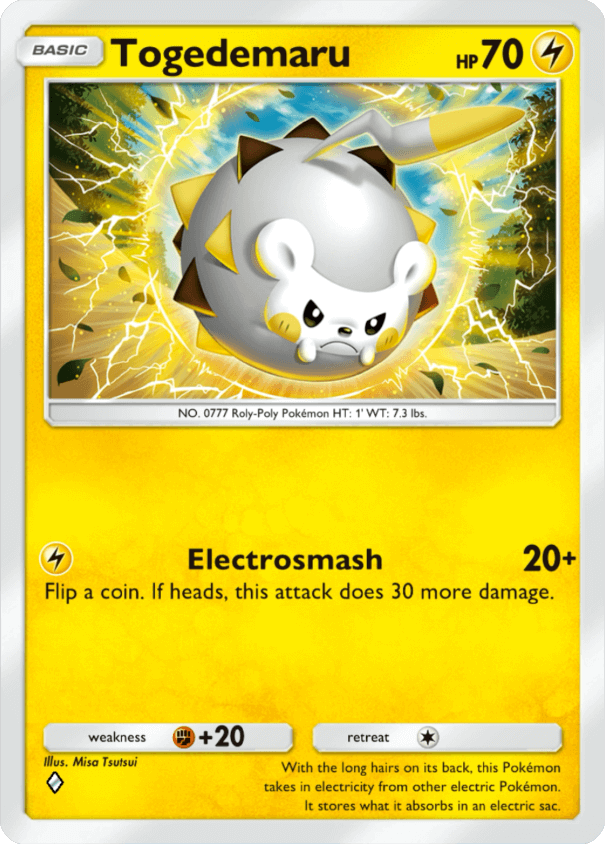 BASIC Togedemaru HP 70
NO. 0777 Roly-Poly Pokémon HT: 1' WT: 7.3 lbs.
Electrosmash 20+
Flip a coin. If heads, this attack does 30 more damage.
weakness +20 retreat
Illus. Misa Tsutsui
With the long hairs on its back, this Pokémon
takes in electricity from other electric Pokémon.
It stores what it absorbs in an electric sac.